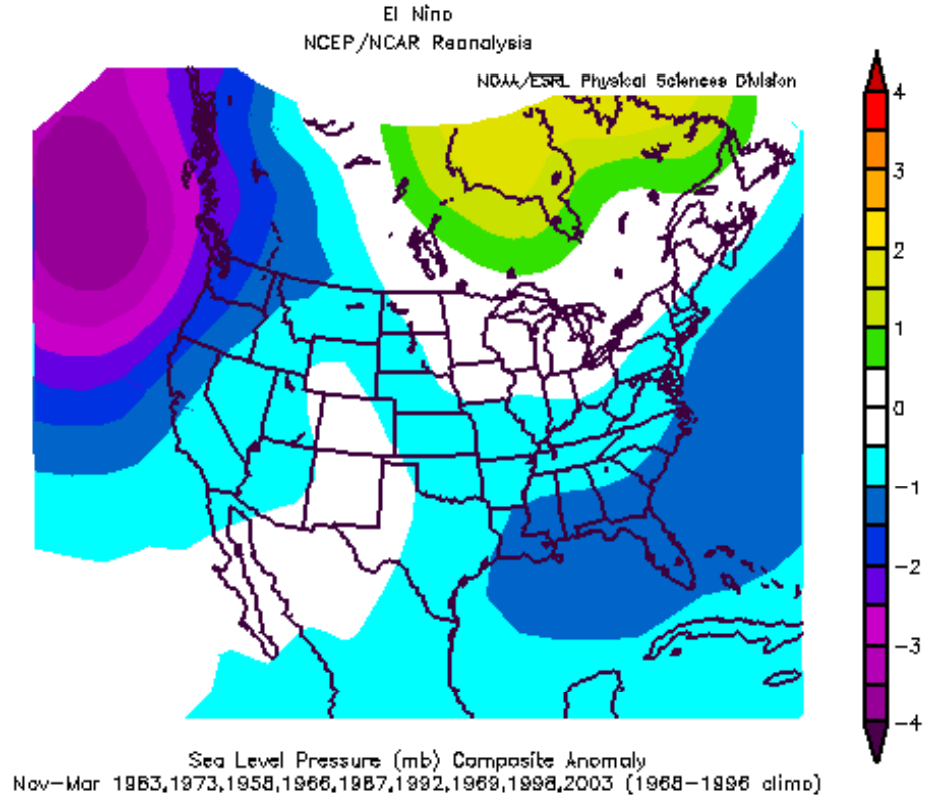 El Nino
NCEP/NCAR Reanalysis
NOAA/ESRL Physical Sciences Division
4
3
2
1
0
-1
-2
-3
-4
Sea Level Pressure (mb) Composite Anomaly
Nov-Mar 1983,1973,1958,1966,1987,1992,1969,1998,2003 (1968-1996 climo)